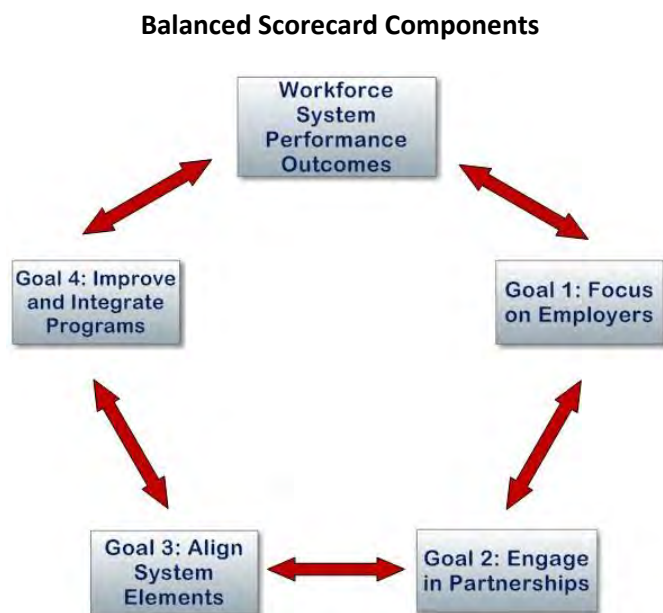 Balanced Scorecard Components
Workforce
System
Performance
Outcomes
Goal 4: Improve
and Integrate
Programs
Goal 1: Focus
on Employers
Goal 3: Align
System
Elements
Goal 2: Engage
in Partnerships